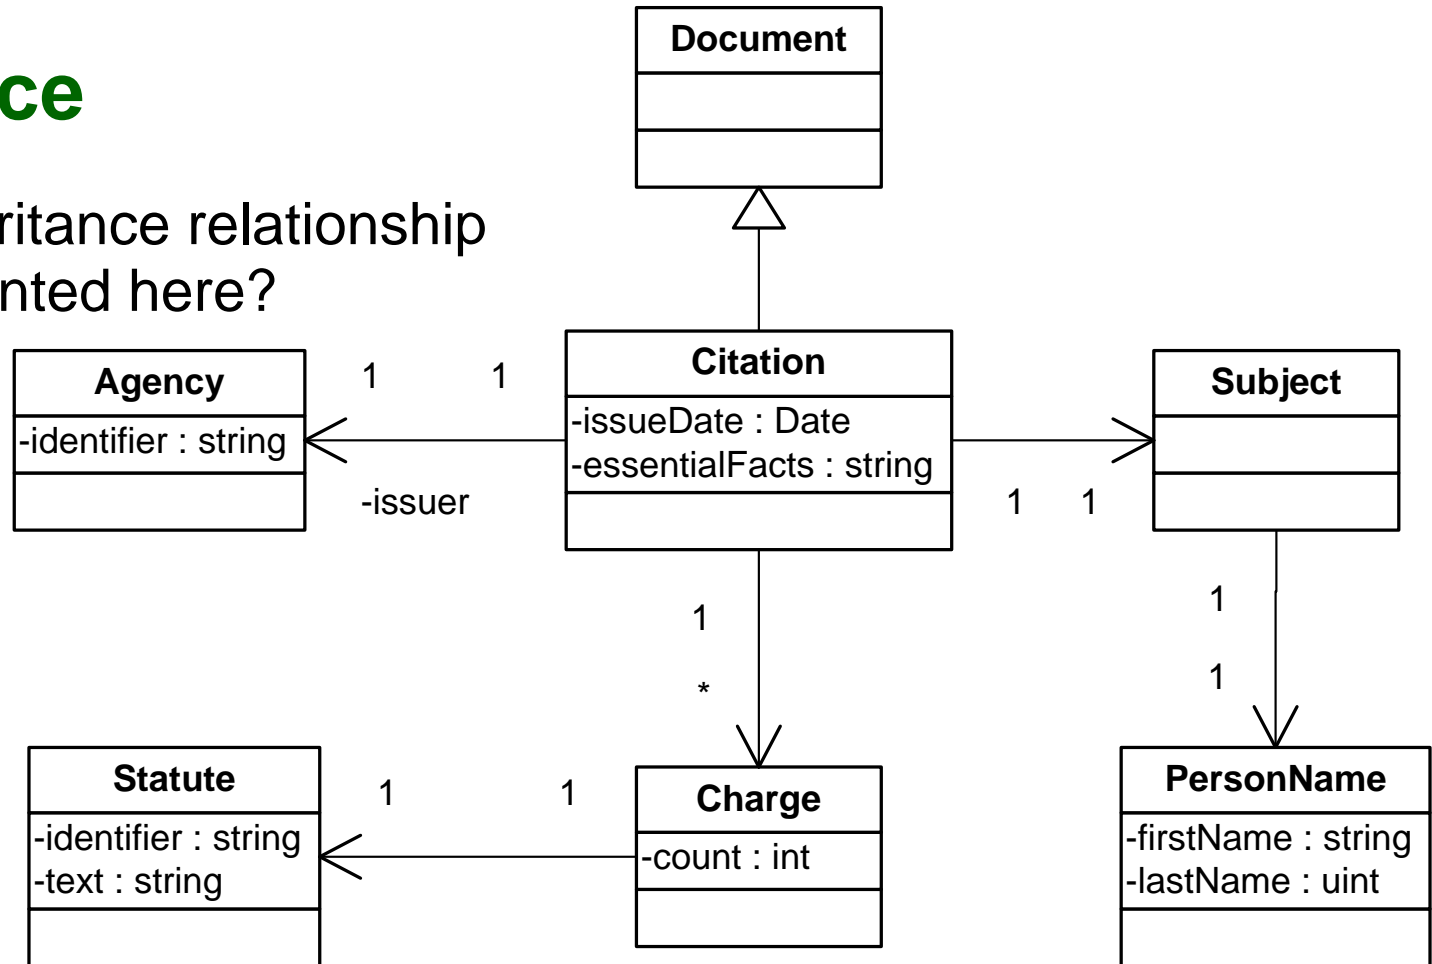 Document
ce
ritance relationship
nted here?
Agency
-identifier : string
1
1
-issuer
Citation
-issueDate : Date
-essentialFacts : string
1
1
Subject
1
*
1
1
Statute
-identifier : string
-text : string
1
1
Charge
-count : int
PersonName
-firstName : string
-lastName : uint